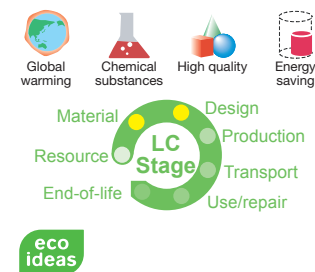 Global
warming
Chemical
substances
High quality
Energy
saving
Material
Design
Resource
LC
Stage
Production
Transport
End-of-life
Use/repair
eco
ideas